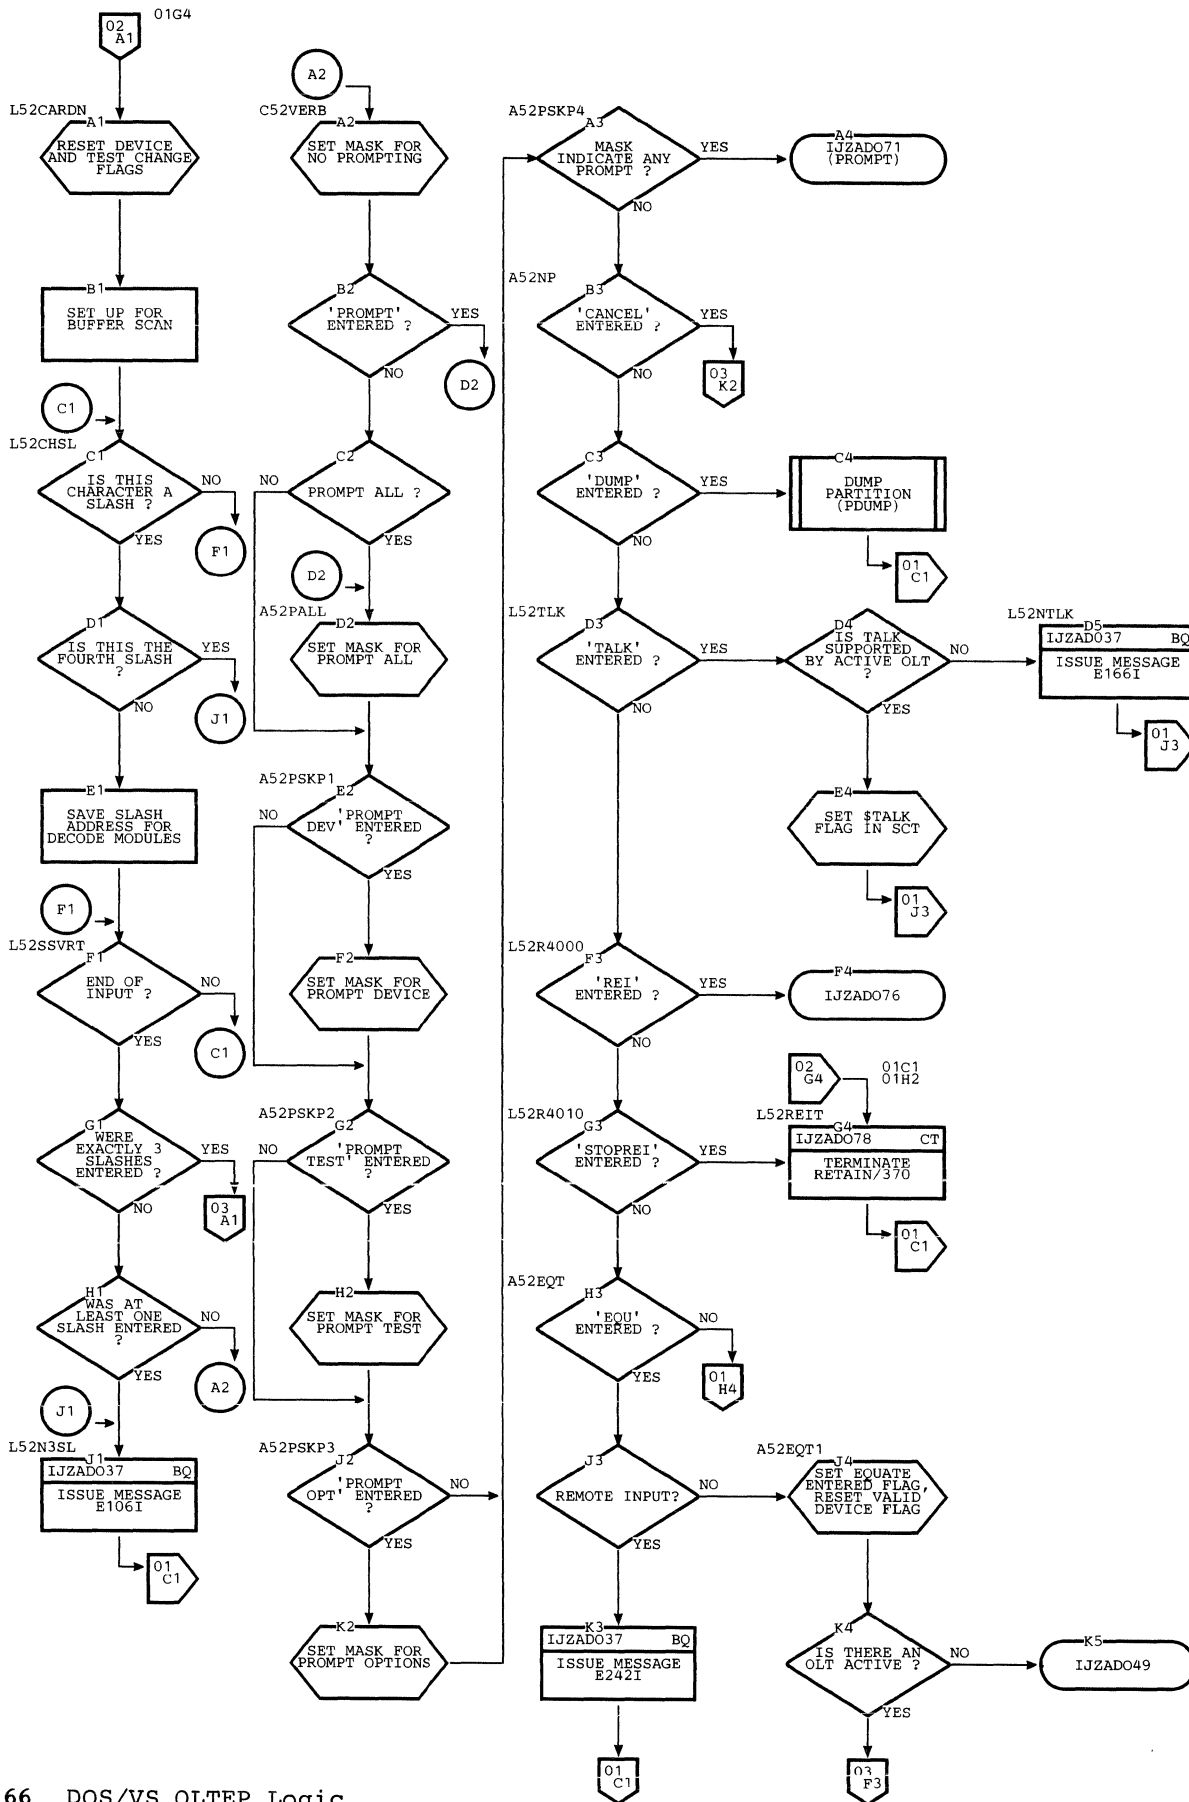 02
A1
01G4
L52CARDN
A1
RESET DEVICE
AND TEST CHANGE
FLAGS
B1
SET UP FOR
BUFFER SCAN
C1
L52CHSL
C1
IS THIS
CHARACTER A
SLASH ?
NO
YES
F1
D1
IS THIS THE
FOURTH SLASH
?
YES
NO
J1
E1
SAVE SLASH
ADDRESS FOR
DECODE MODULES
F1
L52SSVRT
F1
END OF
INPUT ?
NO
YES
C1
G1
WERE
EXACTLY 3
SLASHES
ENTERED ?
YES
NO
03
A1
H1
WAS AT
LEAST ONE
SLASH ENTERED
?
NO
YES
A2
J1
L52N3SL
J1
IJZADO37 BQ
ISSUE MESSAGE
E106I
01
C1
A2
C52VERB
A2
SET MASK FOR
NO PROMPTING
B2
'PROMPT'
ENTERED ?
YES
NO
D2
C2
PROMPT ALL ?
NO
YES
D2
A52PALL
D2
SET MASK FOR
PROMPT ALL
A52PSKP1
E2
'PROMPT
DEV' ENTERED
?
NO
YES
F2
SET MASK FOR
PROMPT DEVICE
A52PSKP2
G2
'PROMPT
TEST' ENTERED
?
NO
YES
H2
SET MASK FOR
PROMPT TEST
A52PSKP3
J2
'PROMPT
OPT' ENTERED
?
NO
YES
K2
SET MASK FOR
PROMPT OPTIONS
A52PSKP4
A3
MASK
INDICATE ANY
PROMPT ?
YES
NO
A4
IJZADO71
(PROMPT)
A52NP
B3
'CANCEL'
ENTERED ?
YES
NO
03
K2
C3
'DUMP'
ENTERED ?
YES
NO
C4
DUMP
PARTITION
(PDUMP)
01
C1
L52TLK
D3
'TALK'
ENTERED ?
YES
NO
D4
IS TALK
SUPPORTED
BY ACTIVE OLT
?
NO
YES
L52NTLK
D5
IJZADO37 BQ
ISSUE MESSAGE
E166I
01
J3
E4
SET $TALK
FLAG IN SCT
01
J3
L52R4000
F3
'REI'
ENTERED ?
YES
NO
F4
IJZADO76
02
G4
01C1
01H2
L52R4010
G3
'STOPREI'
ENTERED ?
YES
NO
L52REIT
G4
IJZADO78 CT
TERMINATE
RETAIN/370
01
C1
A52EQT
H3
'EQU'
ENTERED ?
NO
YES
01
H4
J3
REMOTE INPUT?
NO
YES
A52EQT1
J4
SET EQUATE
ENTERED FLAG,
RESET VALID
DEVICE FLAG
K3
IJZADO37 BQ
ISSUE MESSAGE
E242I
01
C1
K4
IS THERE AN
OLT ACTIVE ?
NO
YES
K5
IJZADO49
03
F3
66 DOS/VS OLTEP Logic